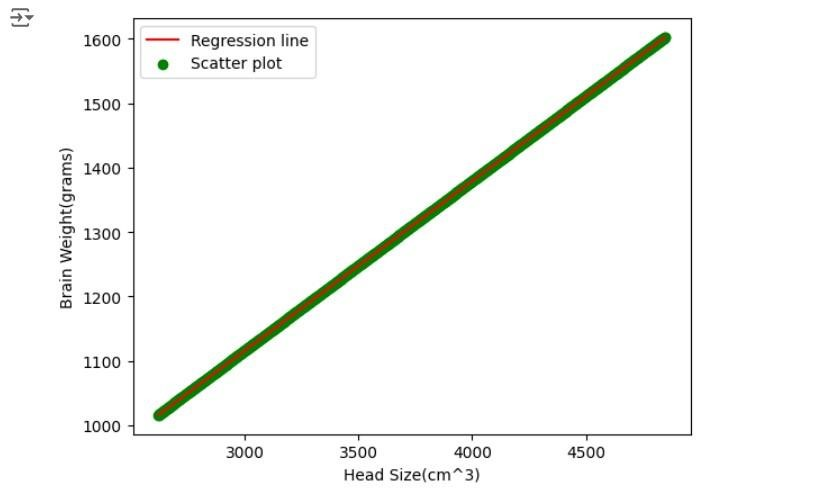 Regression line
Scatter plot
1600
1500
1400
1300
1200
1100
1000
Brain Weight(grams)
3000
3500
4000
4500
Head Size(cm^3)